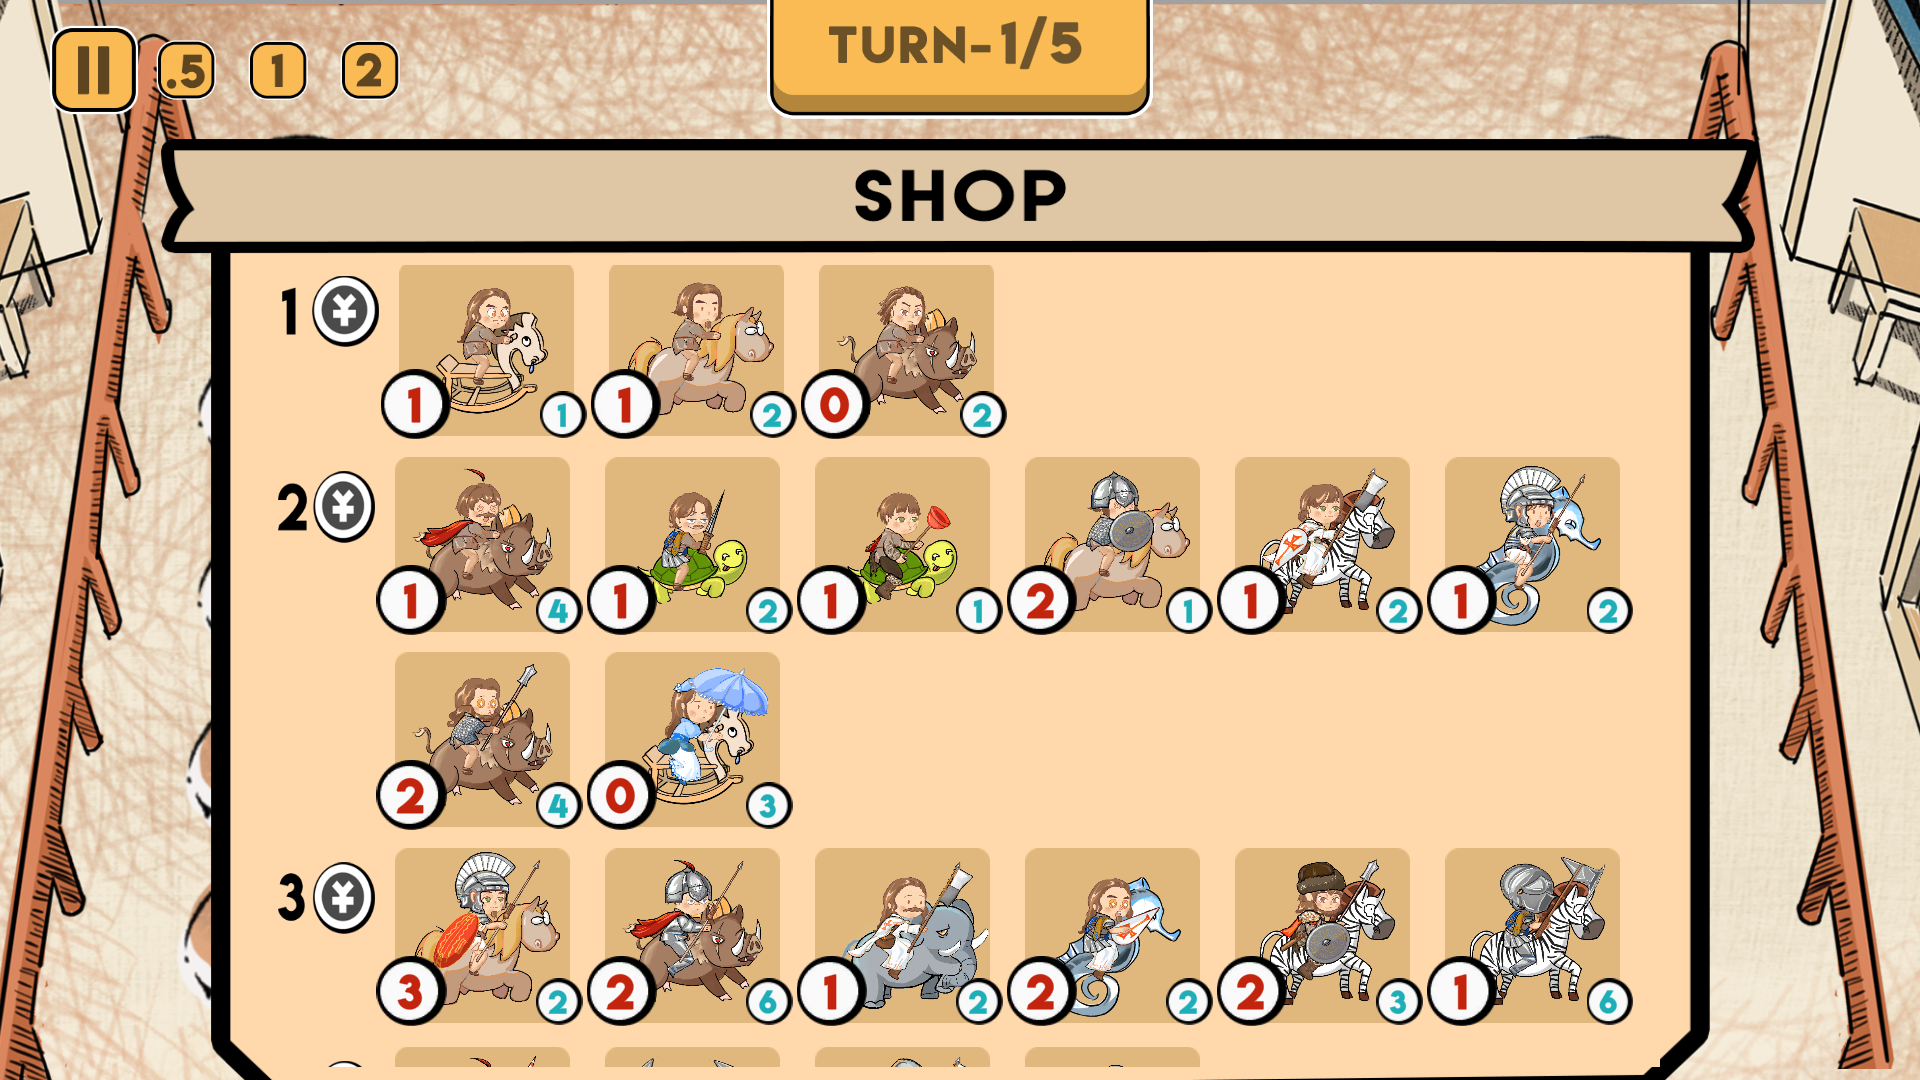 .5 1 2
TURN-1/5
SHOP
1 ¥
1 1 1 2 0 2
2 ¥
1 4 1 2 1 1 2 1 1 2 1 2
2 4 0 3
3 ¥
3 2 2 6 1 2 2 2 2 3 1 6